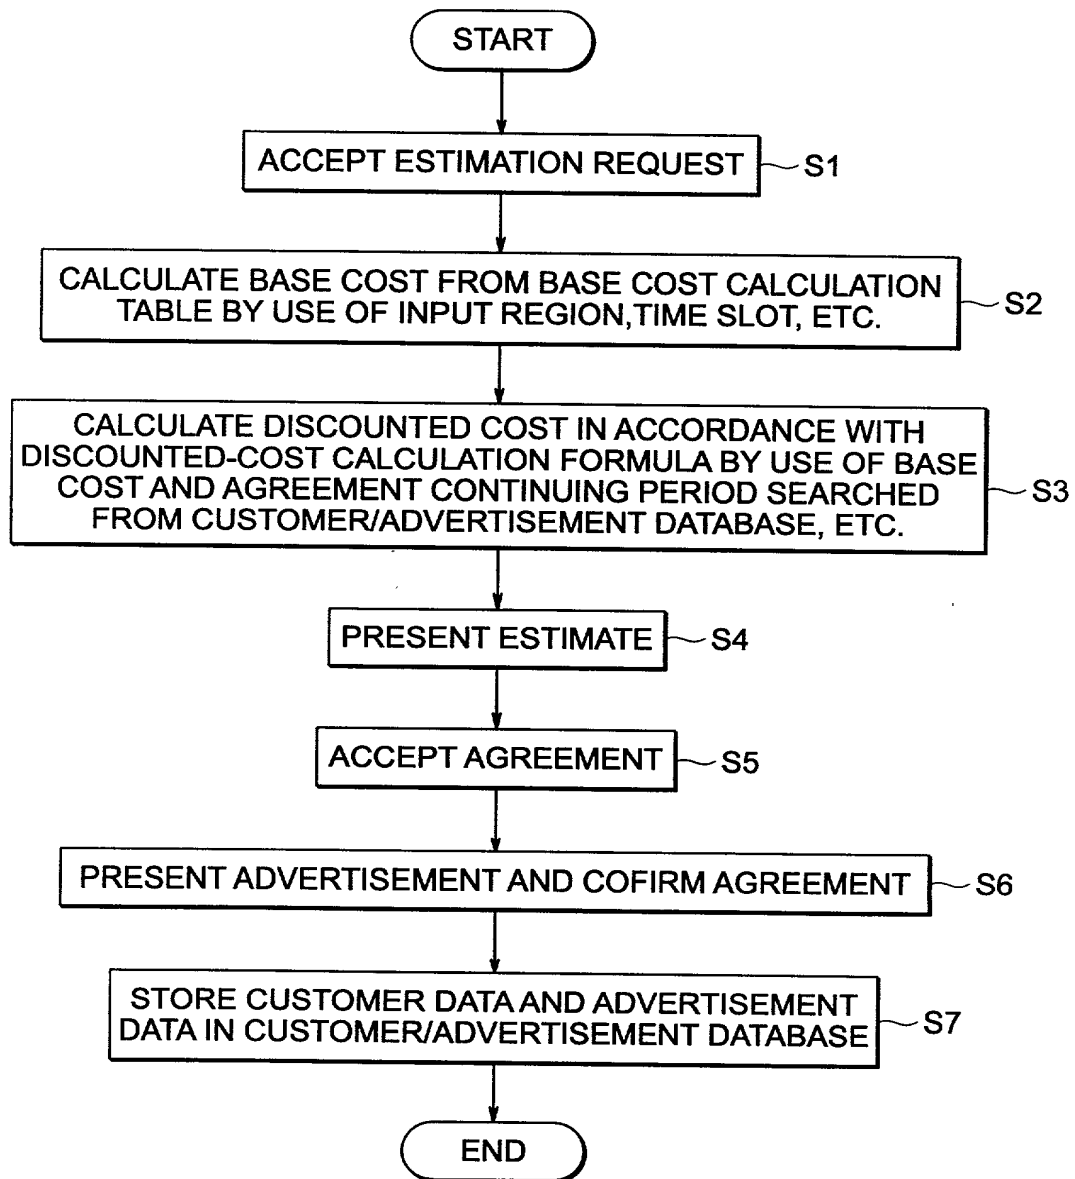 START
ACCEPT ESTIMATION REQUEST
S1
CALCULATE BASE COST FROM BASE COST CALCULATION
TABLE BY USE OF INPUT REGION,TIME SLOT, ETC.
S2
CALCULATE DISCOUNTED COST IN ACCORDANCE WITH
DISCOUNTED-COST CALCULATION FORMULA BY USE OF BASE
COST AND AGREEMENT CONTINUING PERIOD SEARCHED
FROM CUSTOMER/ADVERTISEMENT DATABASE, ETC.
S3
PRESENT ESTIMATE
S4
ACCEPT AGREEMENT
S5
PRESENT ADVERTISEMENT AND COFIRM AGREEMENT
S6
STORE CUSTOMER DATA AND ADVERTISEMENT
DATA IN CUSTOMER/ADVERTISEMENT DATABASE
S7
END